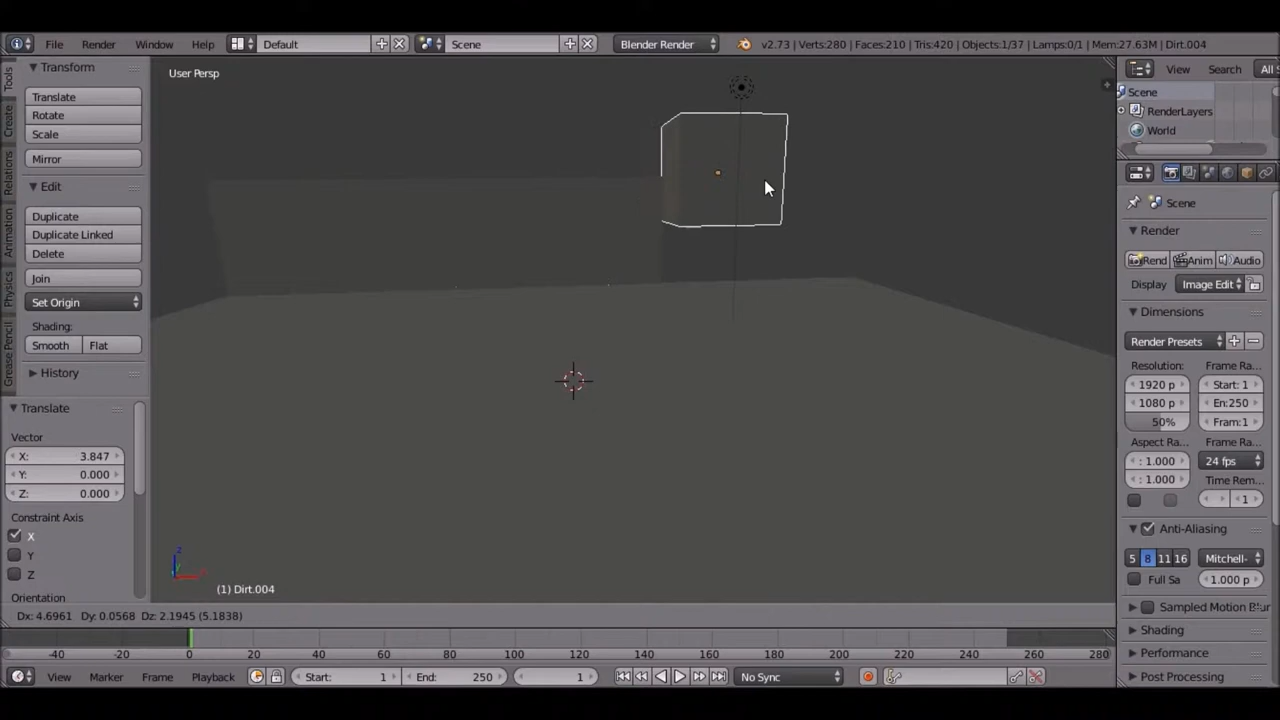 File Render Window Help Default Scene Blender Render v2.73 | Verts:280 | Faces:210 | Tris:420 | Objects:1/37 | Lamps:0/1 | Mem:27.63M | Dirt.004
Tools
Create
Relations
Animation
Physics
Grease Pencil
Transform
Translate
Rotate
Scale
Mirror
Edit
Duplicate
Duplicate Linked
Delete
Join
Set Origin
Shading:
Smooth Flat
History
Translate
Vector
X: 3.847
Y: 0.000
Z: 0.000
Constraint Axis
X
Y
Z
Orientation
User Persp
z
(1) Dirt.004
Dx: 4.6961 Dy: 0.0568 Dz: 2.1945 (5.1838)
View Search All
Scene
RenderLayers
World
Scene
Render
Rend Anim Audio
Display Image Edit
Dimensions
Render Presets
Resolution: Frame Ra...
1920 p Start: 1
1080 p En:250
50% Fram:1
Aspect Ra... Frame Ra...
: 1.000 24 fps
: 1.000 Time Rem...
1
Anti-Aliasing
5 8 11 16 Mitchell-
Full Sa 1.000 p
Sampled Motion Blur
Shading
Performance
Post Processing
-40 -20 0 20 40 60 80 100 120 140 160 180 200 220 240 260 280
View Marker Frame Playback Start: 1 End: 250 1 No Sync